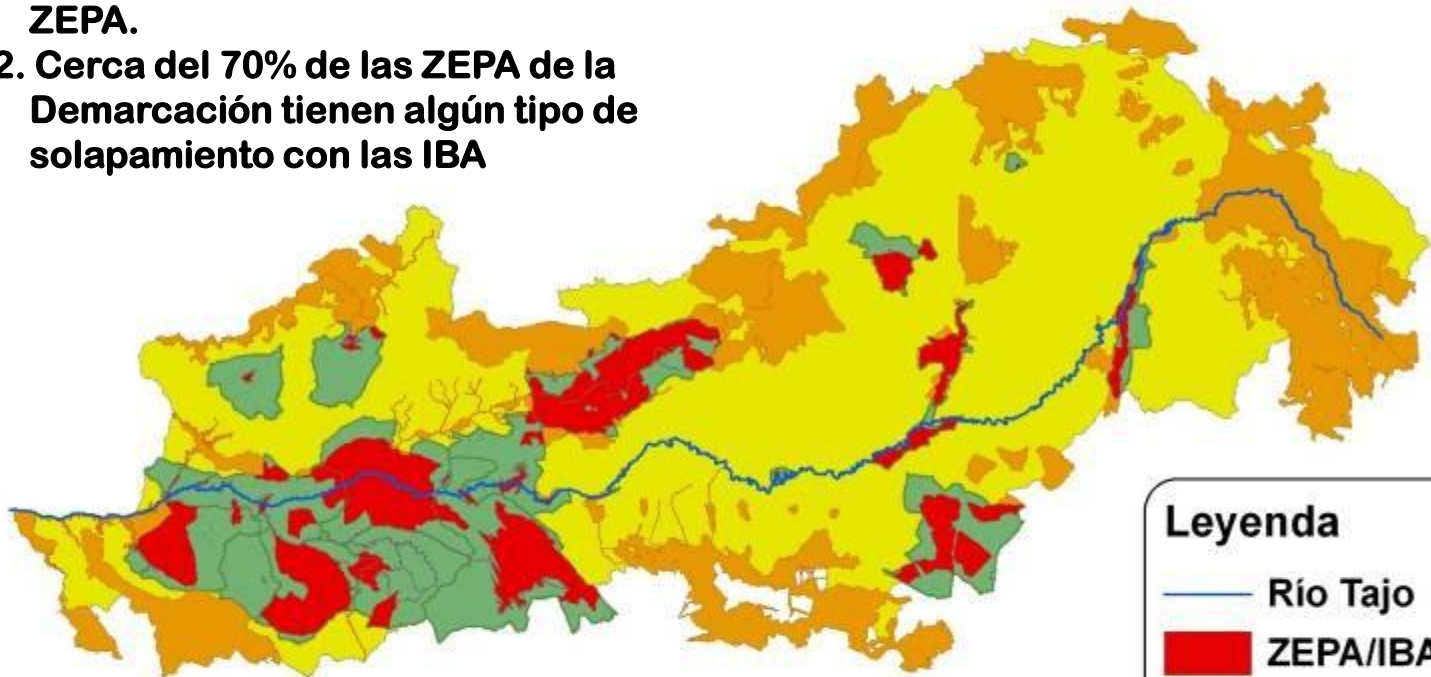 ZEPA.
2. Cerca del 70% de las ZEPA de la
Demarcación tienen algún tipo de
solapamiento con las IBA
Leyenda
Río Tajo
ZEPA/IBA